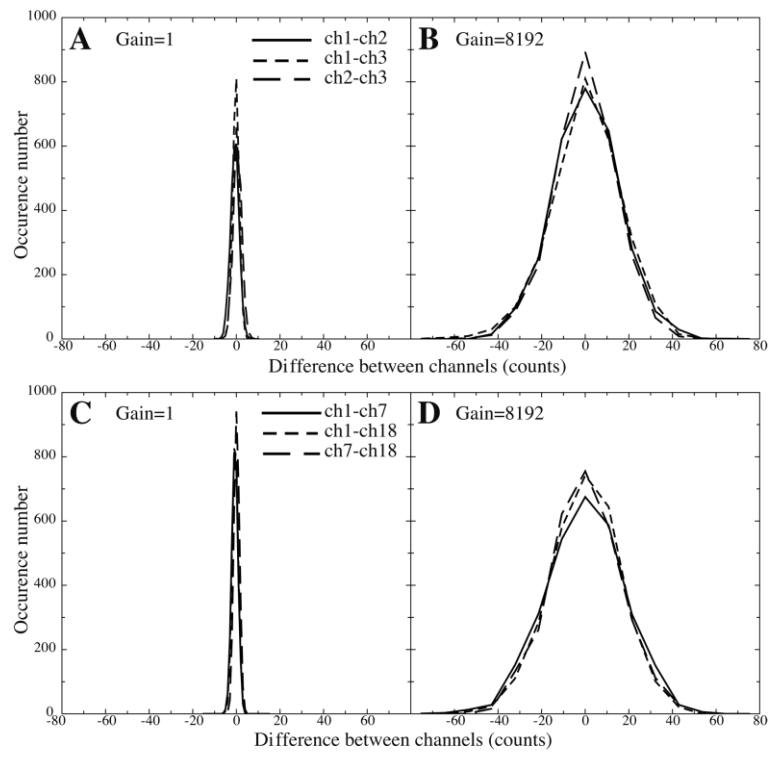 1000
A Gain=1
ch1-ch2
ch1-ch3
ch2-ch3
B Gain=8192
800
600
400
200
0
Occurence number
-80 -60 -40 -20 0 20 40 60
-60 -40 -20 0 20 40 60 80
Difference between channels (counts)
1000
C Gain=1
ch1-ch7
ch1-ch18
ch7-ch18
D Gain=8192
800
600
400
200
0
Occurence number
-80 -60 -40 -20 0 20 40 60
-60 -40 -20 0 20 40 60 80
Difference between channels (counts)